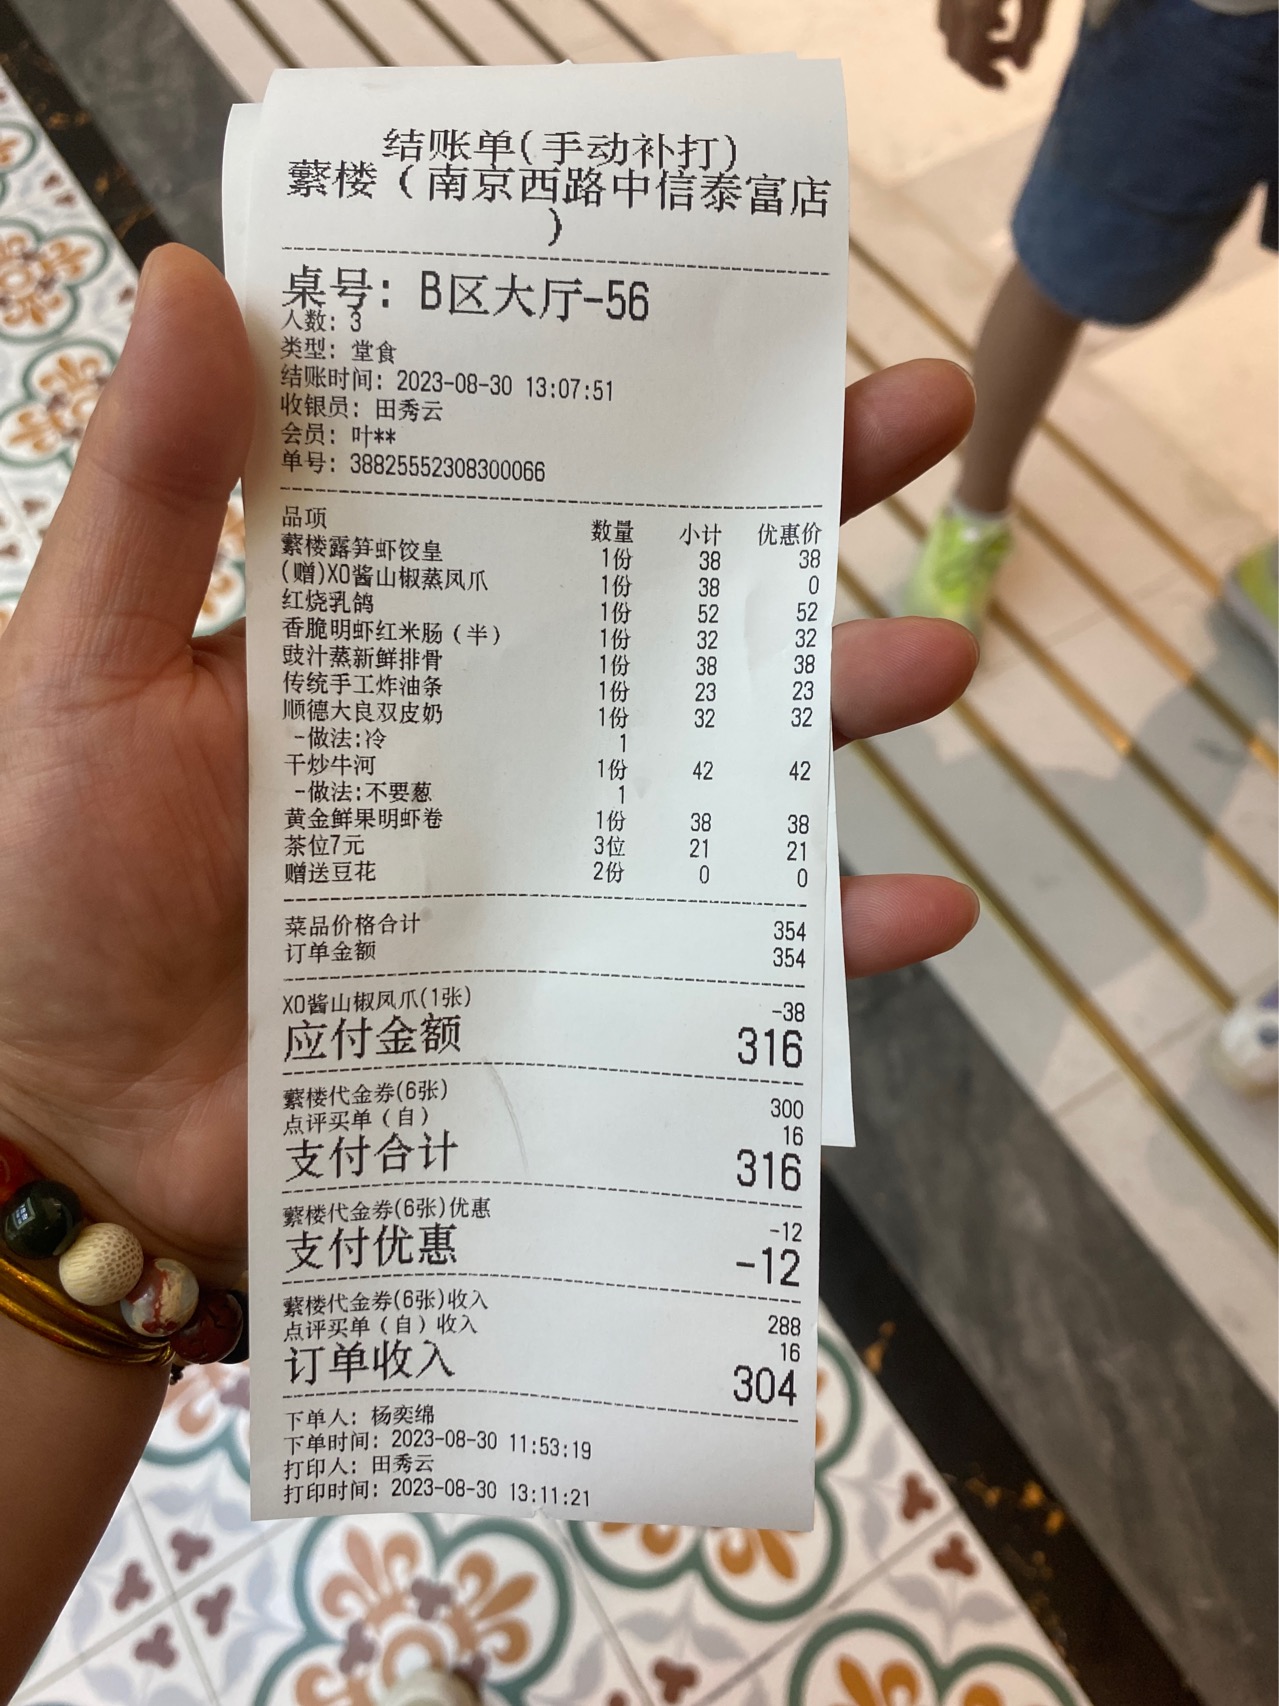 结账单(手动补打)
蘩楼(南京西路中信泰富店
)
桌号: B区大厅-56
人数: 3
类型: 堂食
结账时间: 2023-08-30 13:07:51
收银员: 田秀云
会员: 叶**
单号: 38825552308300066
品项 数量 小计 优惠价
蘩楼露笋虾饺皇 1份 38 38
(赠)XO酱山椒蒸凤爪 1份 38 0
红烧乳鸽 1份 52 52
香脆明虾红米肠(半) 1份 32 32
豉汁蒸新鲜排骨 1份 38 38
传统手工炸油条 1份 23 23
顺德大良双皮奶 1份 32 32
-做法:冷 1
干炒牛河 1份 42 42
-做法:不要葱 1
黄金鲜果明虾卷 1份 38 38
茶位7元 3位 21 21
赠送豆花 2份 0 0
菜品价格合计 354
订单金额 354
XO酱山椒凤爪(1张) -38
应付金额 316
蘩楼代金券(6张) 300
点评买单(自) 16
支付合计 316
蘩楼代金券(6张)优惠 -12
支付优惠 -12
蘩楼代金券(6张)收入 288
点评买单(自)收入 16
订单收入 304
下单人: 杨奕绵
下单时间: 2023-08-30 11:53:19
打印人: 田秀云
打印时间: 2023-08-30 13:11:21